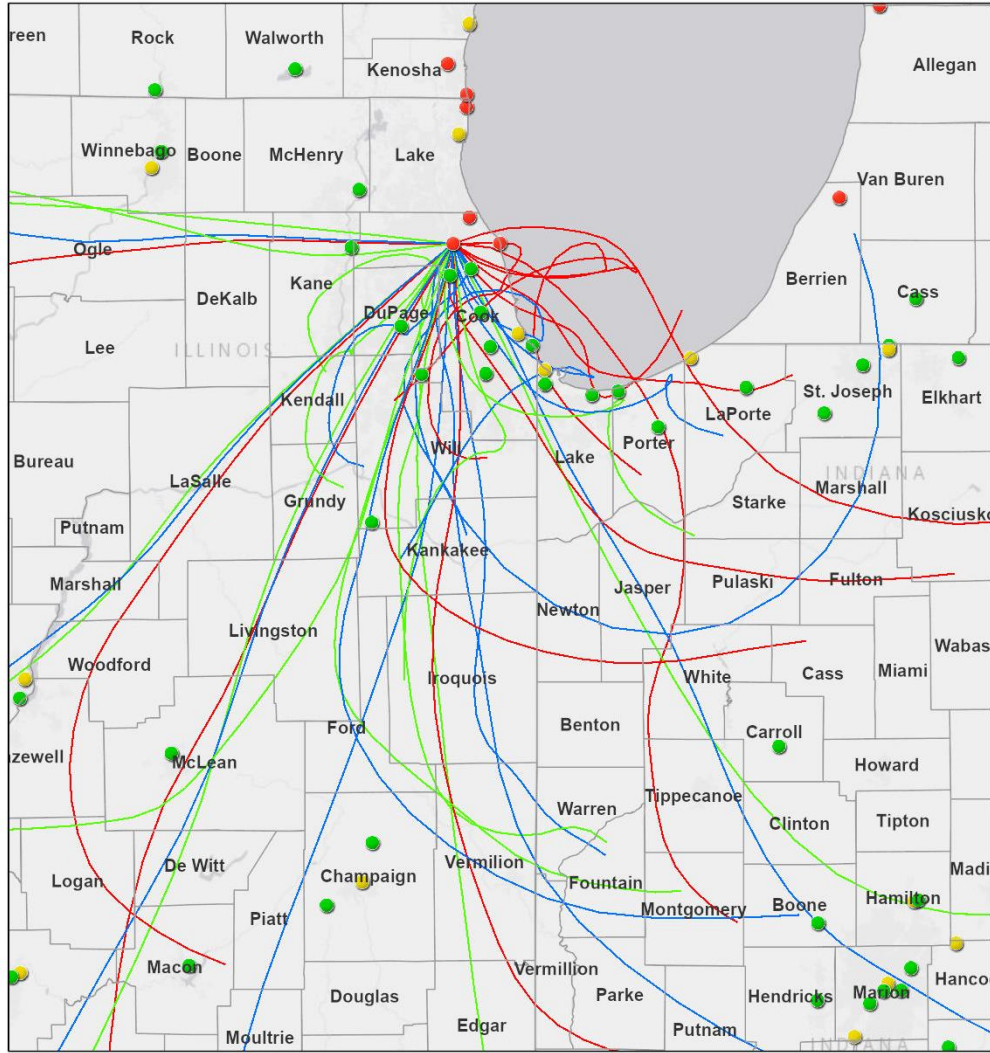 reen
Rock
Walworth
Kenosha
Allegan
Winnebago
Boone
McHenry
Lake
Van Buren
Ogle
Kane
Berrien
Cass
DeKalb
DuPage
Cook
Lee
ILLINOIS
Kendall
LaPorte
St. Joseph
Elkhart
Will
Porter
Lake
Bureau
LaSalle
INDIANA
Grundy
Starke
Marshall
Kosciusko
Putnam
Kankakee
Marshall
Jasper
Pulaski
Fulton
Newton
Livingston
Wabas
Woodford
Iroquois
White
Cass
Miami
Ford
Benton
Carroll
zewell
McLean
Howard
Tippecanoe
Warren
Clinton
Tipton
De Witt
Vermilion
Madi
Logan
Champaign
Fountain
Hamilton
Piatt
Montgomery
Boone
Macon
Vermillion
Hanco
Douglas
Parke
Hendricks
Marion
Edgar
Moultrie
Putnam
INDIANA